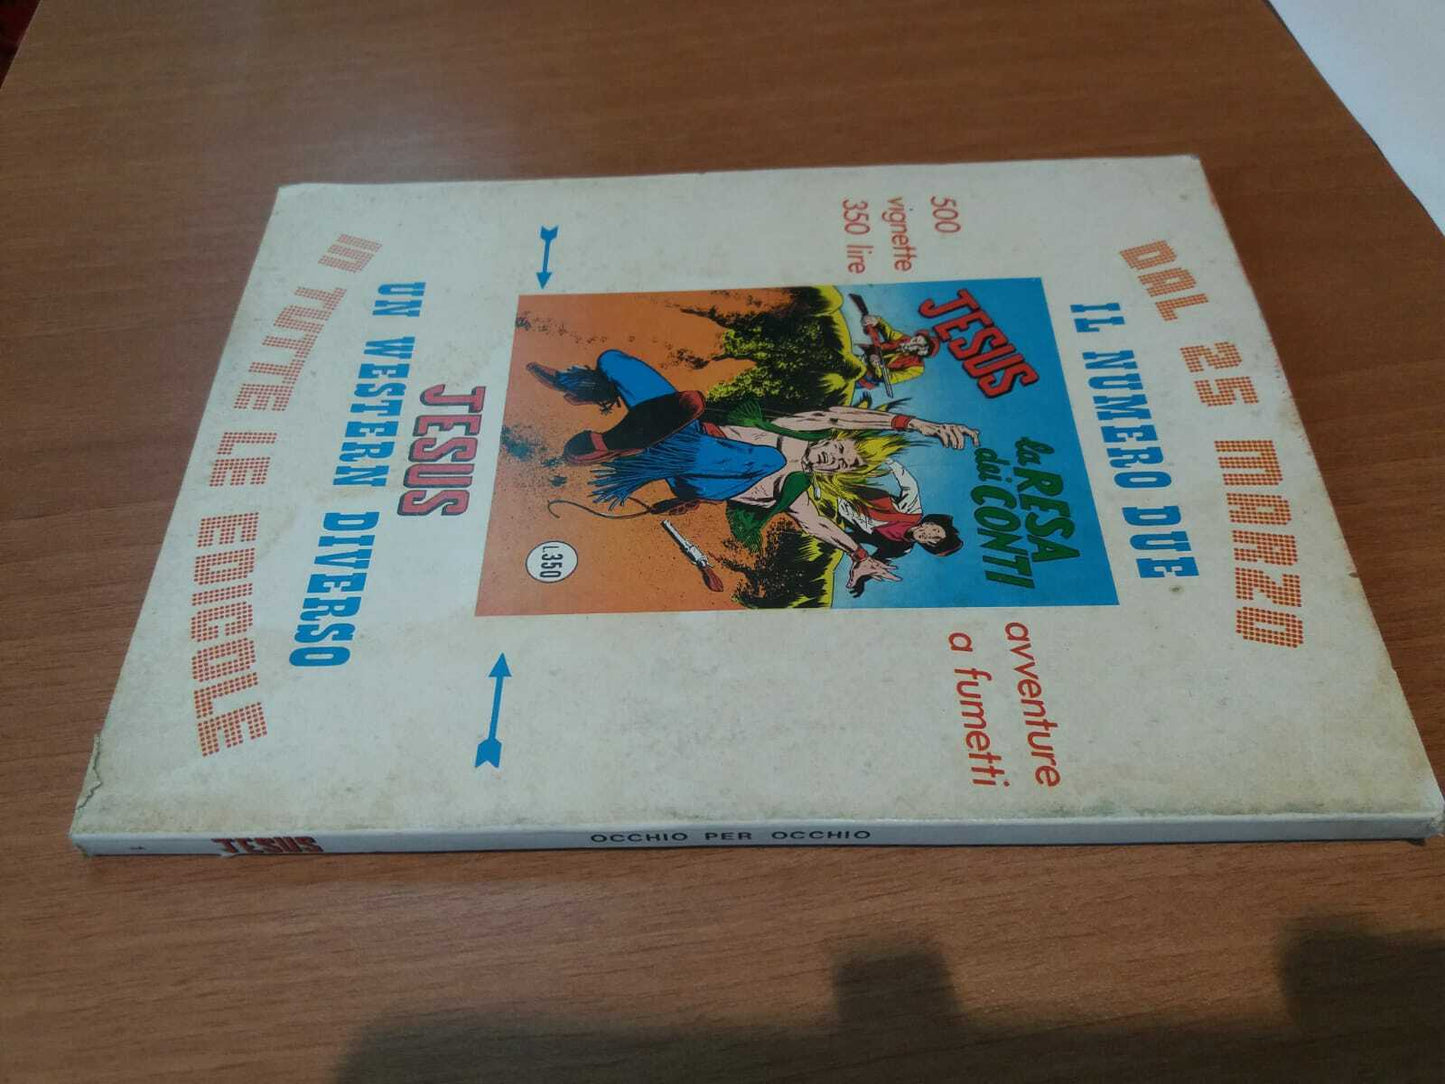 DAL 25 MARZO
IL NUMERO DUE
500
vignette
350 lire
JESUS
la RESA
dai CONTI
L.350
avventure
a fumetti
JESUS
UN WESTERN DIVERSO
IN TUTTE LE EDICOLE
JESUS
OCCHIO PER OCCHIO